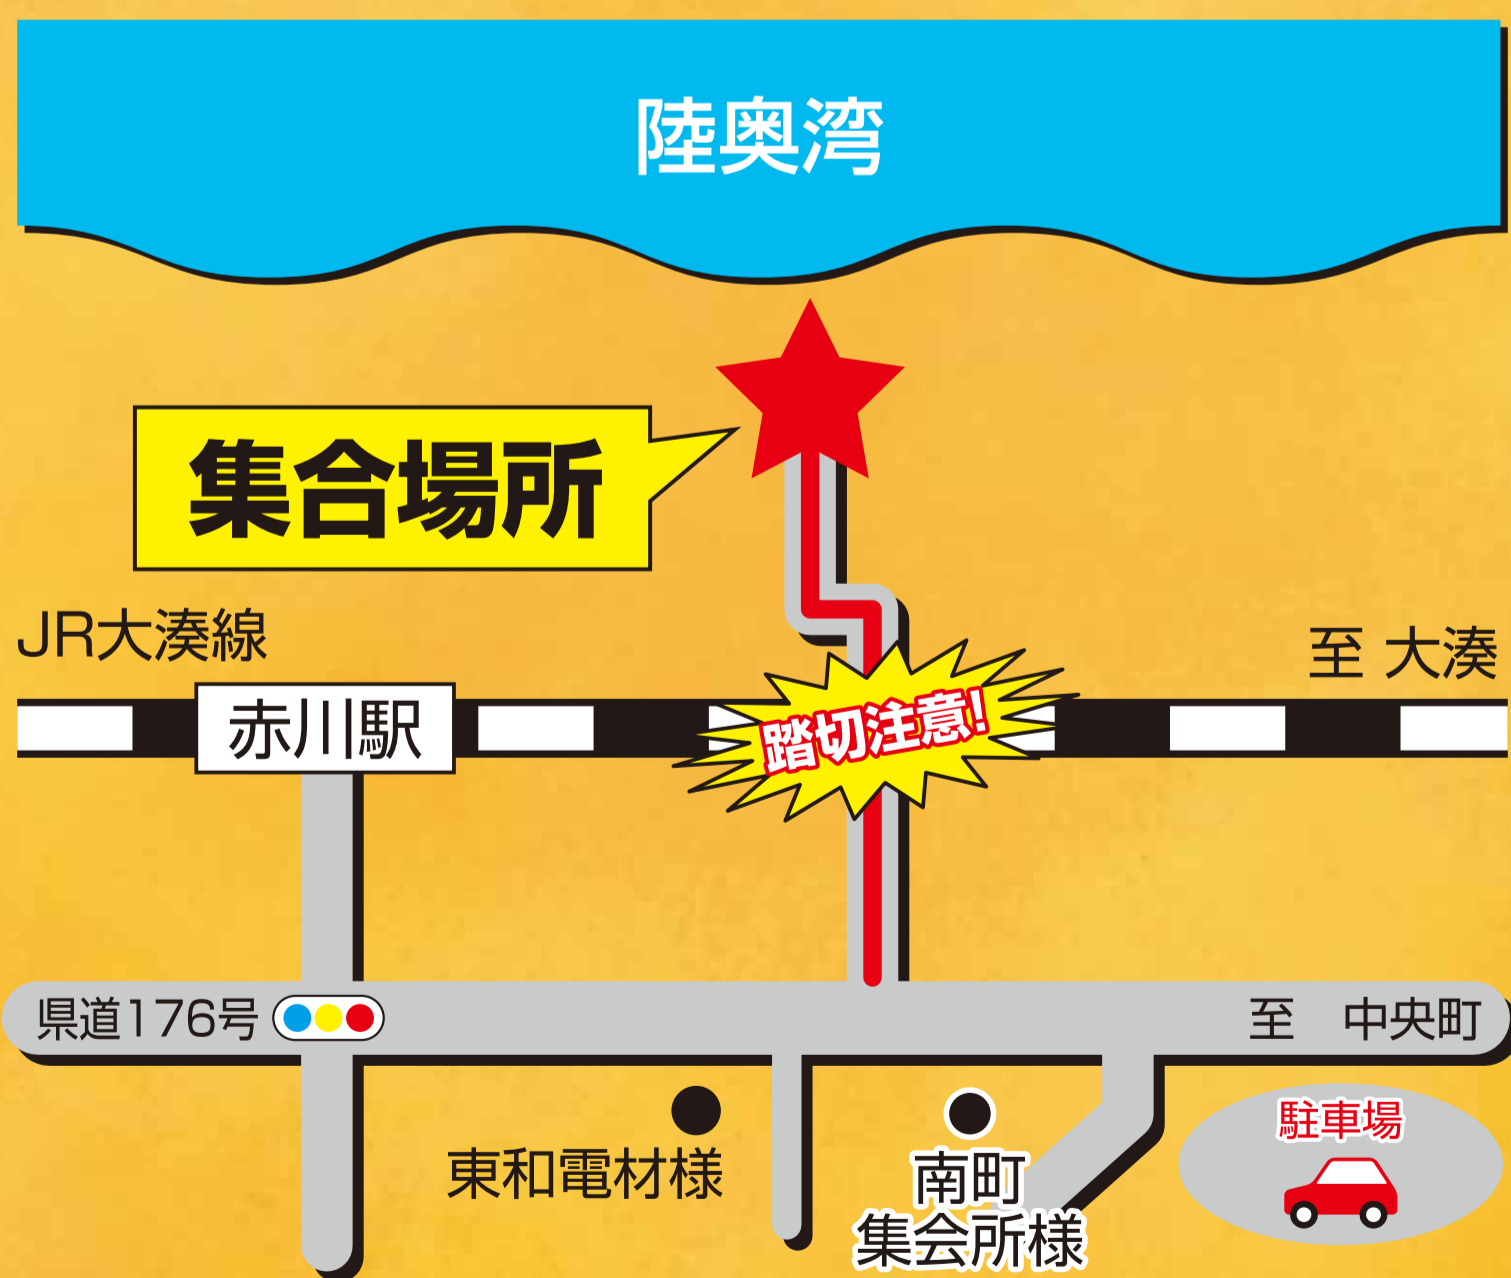 陸奥湾
集合場所
JR大湊線
至 大湊
赤川駅
踏切注意!
県道176号
至　中央町
東和電材様
南町
集会所様
駐車場